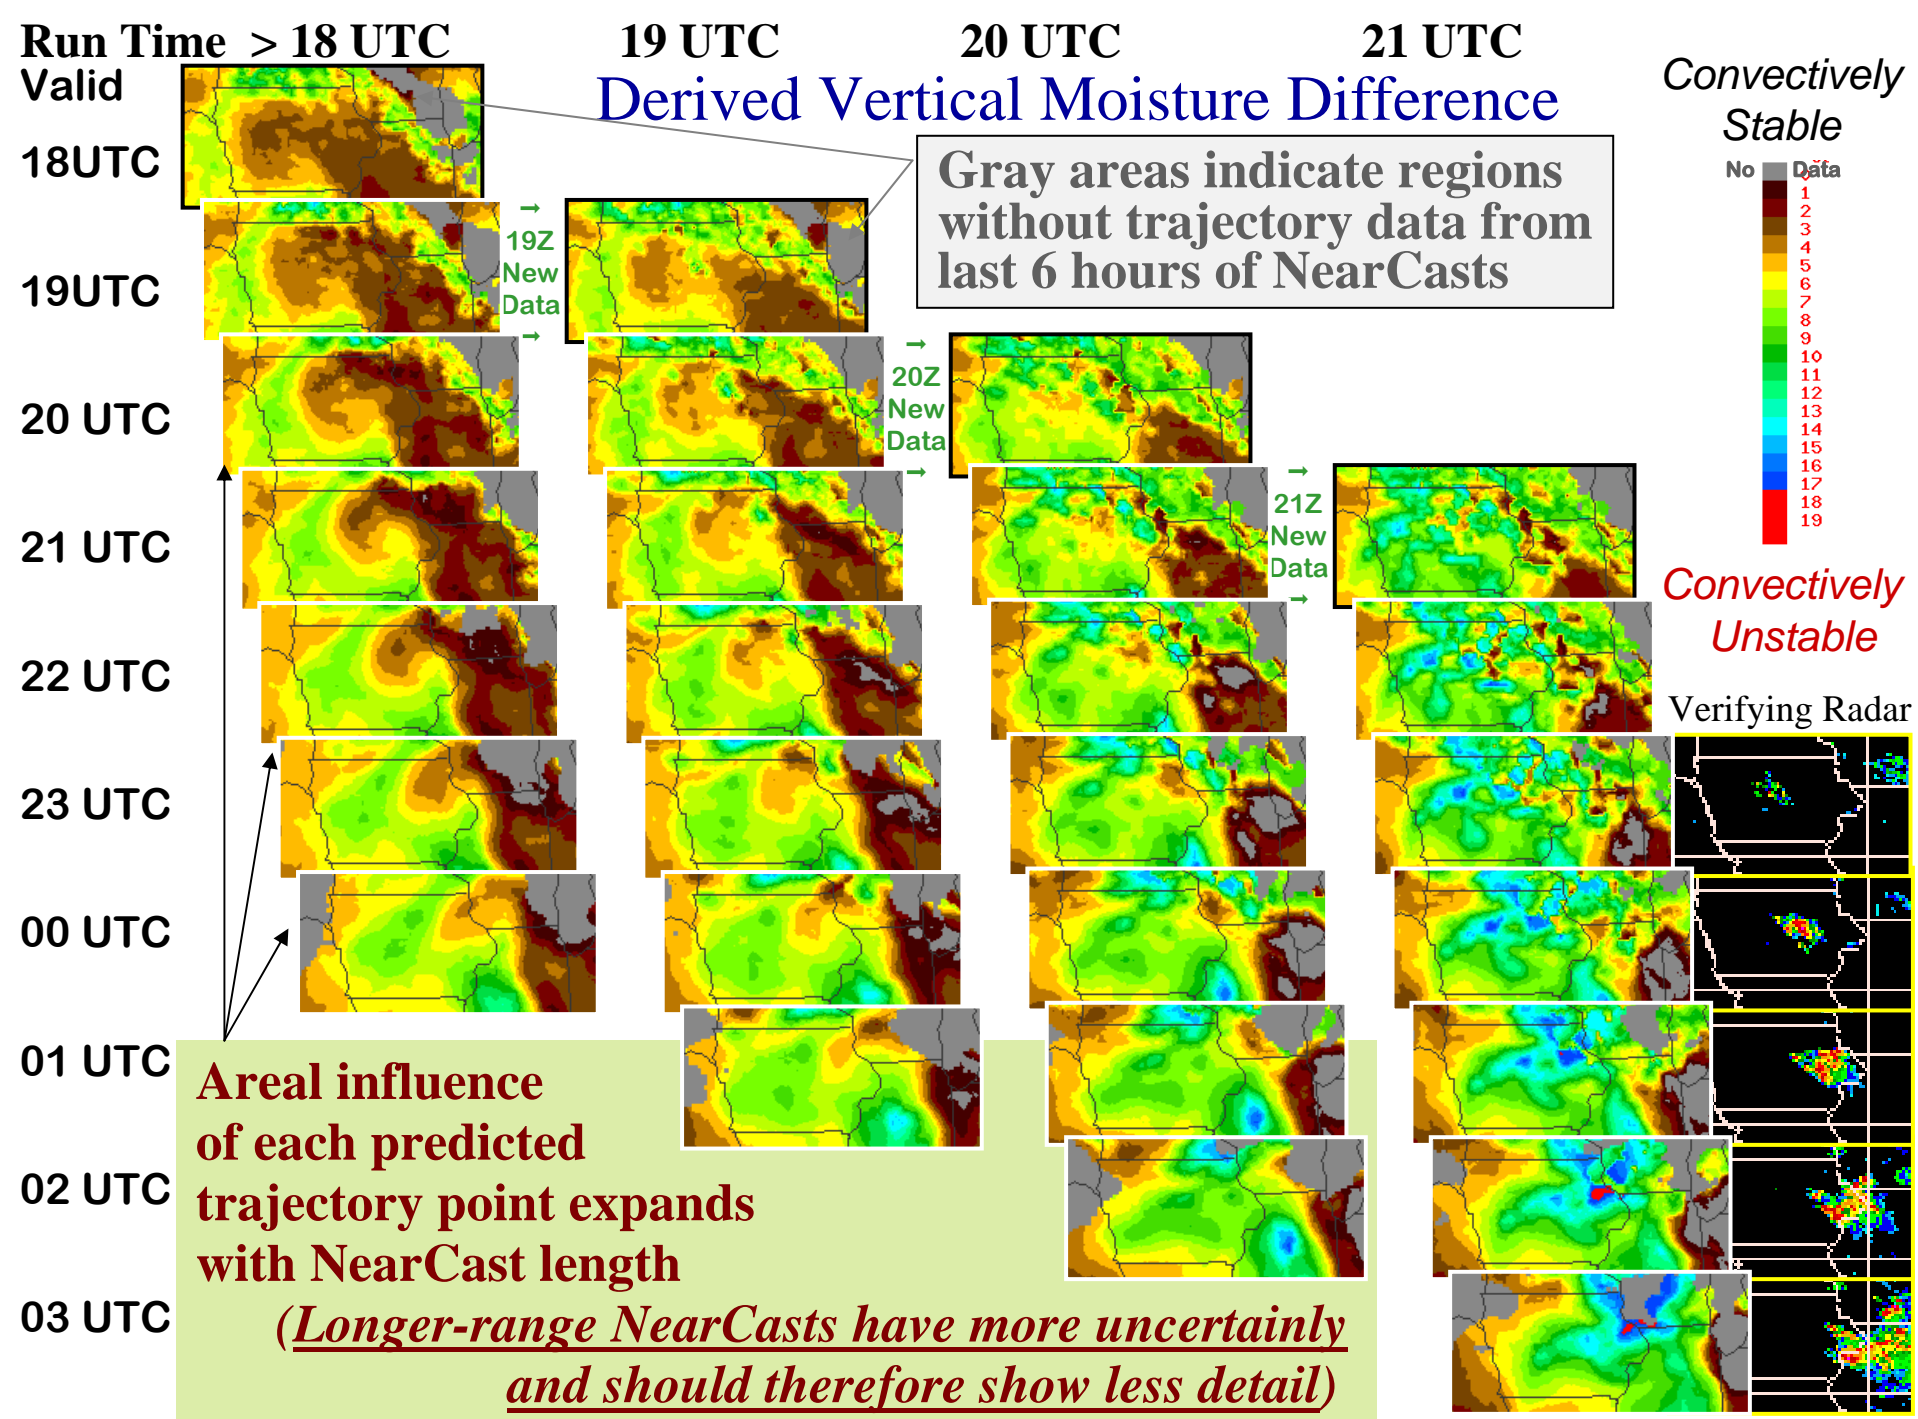 Run Time > 18 UTC 19 UTC 20 UTC 21 UTC
Valid
Derived Vertical Moisture Difference
18UTC
19UTC
20 UTC
21 UTC
22 UTC
23 UTC
00 UTC
01 UTC
02 UTC
03 UTC
Gray areas indicate regions
without trajectory data from
last 6 hours of NearCasts
→
19Z
New
Data
→
→
20Z
New
Data
→
→
21Z
New
Data
→
Convectively
Stable
No Data
1
2
3
4
5
6
7
8
9
10
11
12
13
14
15
16
17
18
19
Convectively
Unstable
Verifying Radar
Areal influence
of each predicted
trajectory point expands
with NearCast length
(Longer-range NearCasts have more uncertainly
and should therefore show less detail)